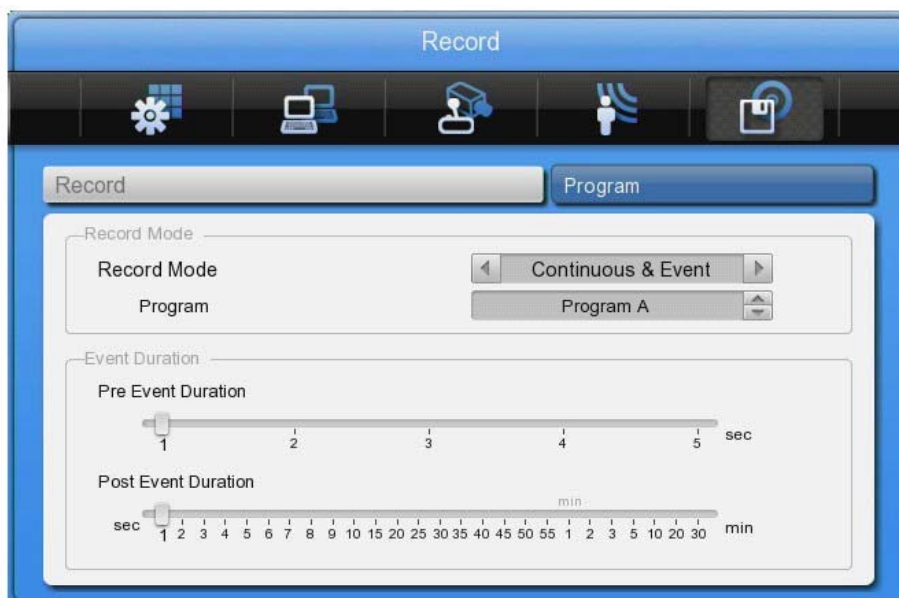 Record
Record Program
Record Mode
Record Mode Continuous & Event
Program Program A
Event Duration
Pre Event Duration
1 2 3 4 5 sec
Post Event Duration
min
sec 1 2 3 4 5 6 7 8 9 10 15 20 25 30 35 40 45 50 55 1 2 3 5 10 20 30 min